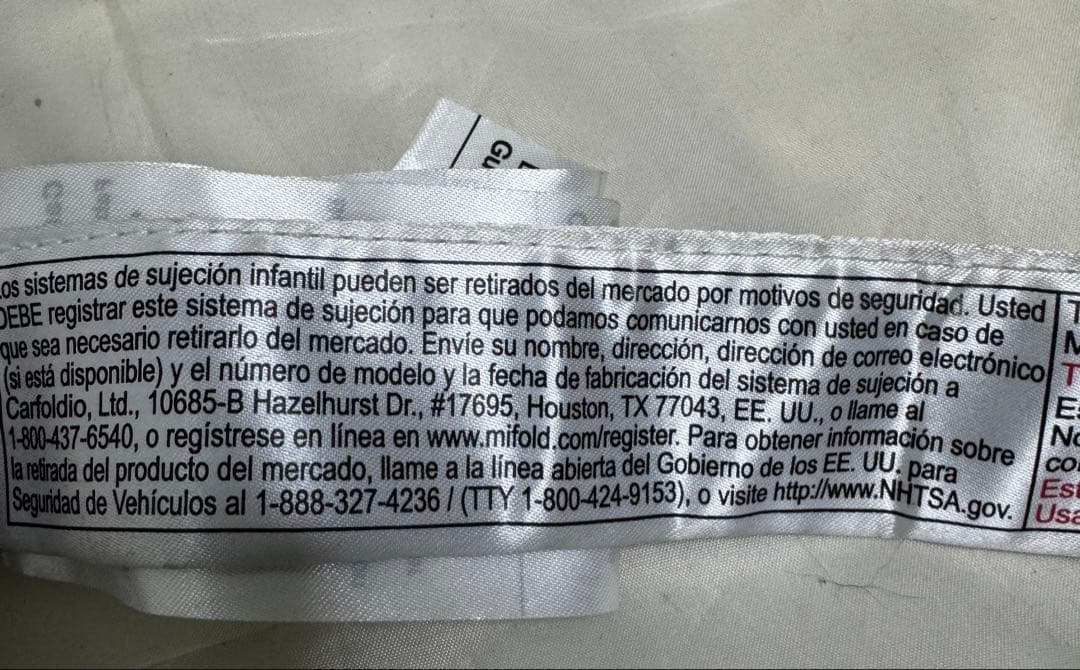 Gu
Los sistemas de sujeción infantil pueden ser retirados del mercado por motivos de seguridad. Usted
DEBE registrar este sistema de sujeción para que podamos comunicarnos con usted en caso de
que sea necesario retirarlo del mercado. Envíe su nombre, dirección, dirección de correo electrónico
(si está disponible) y el número de modelo y la fecha de fabricación del sistema de sujeción a
Carfoldio, Ltd., 10685-B Hazelhurst Dr., #17695, Houston, TX 77043, EE. UU., o llame al
1-800-437-6540, o regístrese en línea en www.mifold.com/register. Para obtener información sobre
la retirada del producto del mercado, llame a la línea abierta del Gobierno de los EE. UU. para
Seguridad de Vehículos al 1-888-327-4236 / (TTY 1-800-424-9153), o visite http://www.NHTSA.gov.